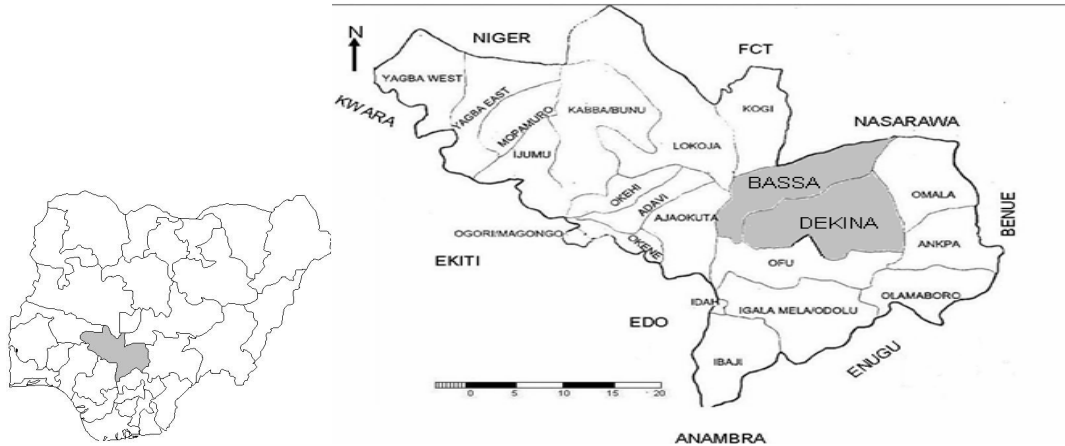 N
NIGER
FCT
YAGBA WEST
KWARA
YAGBA EAST
MOPAMURO
KABBA/BUNU
KOGI
NASARAWA
IJUMU
LOKOJA
BASSA
OMALA
OKEHI
ADAVI
AJAOKUTA
DEKINA
BENUE
OGORI/MAGONGO
OKENE
ANKPA
EKITI
OFU
OLAMABORO
IDAH
IGALA MELA/ODOLU
EDO
IBAJI
ENUGU
0 5 10 15 20
ANAMBRA